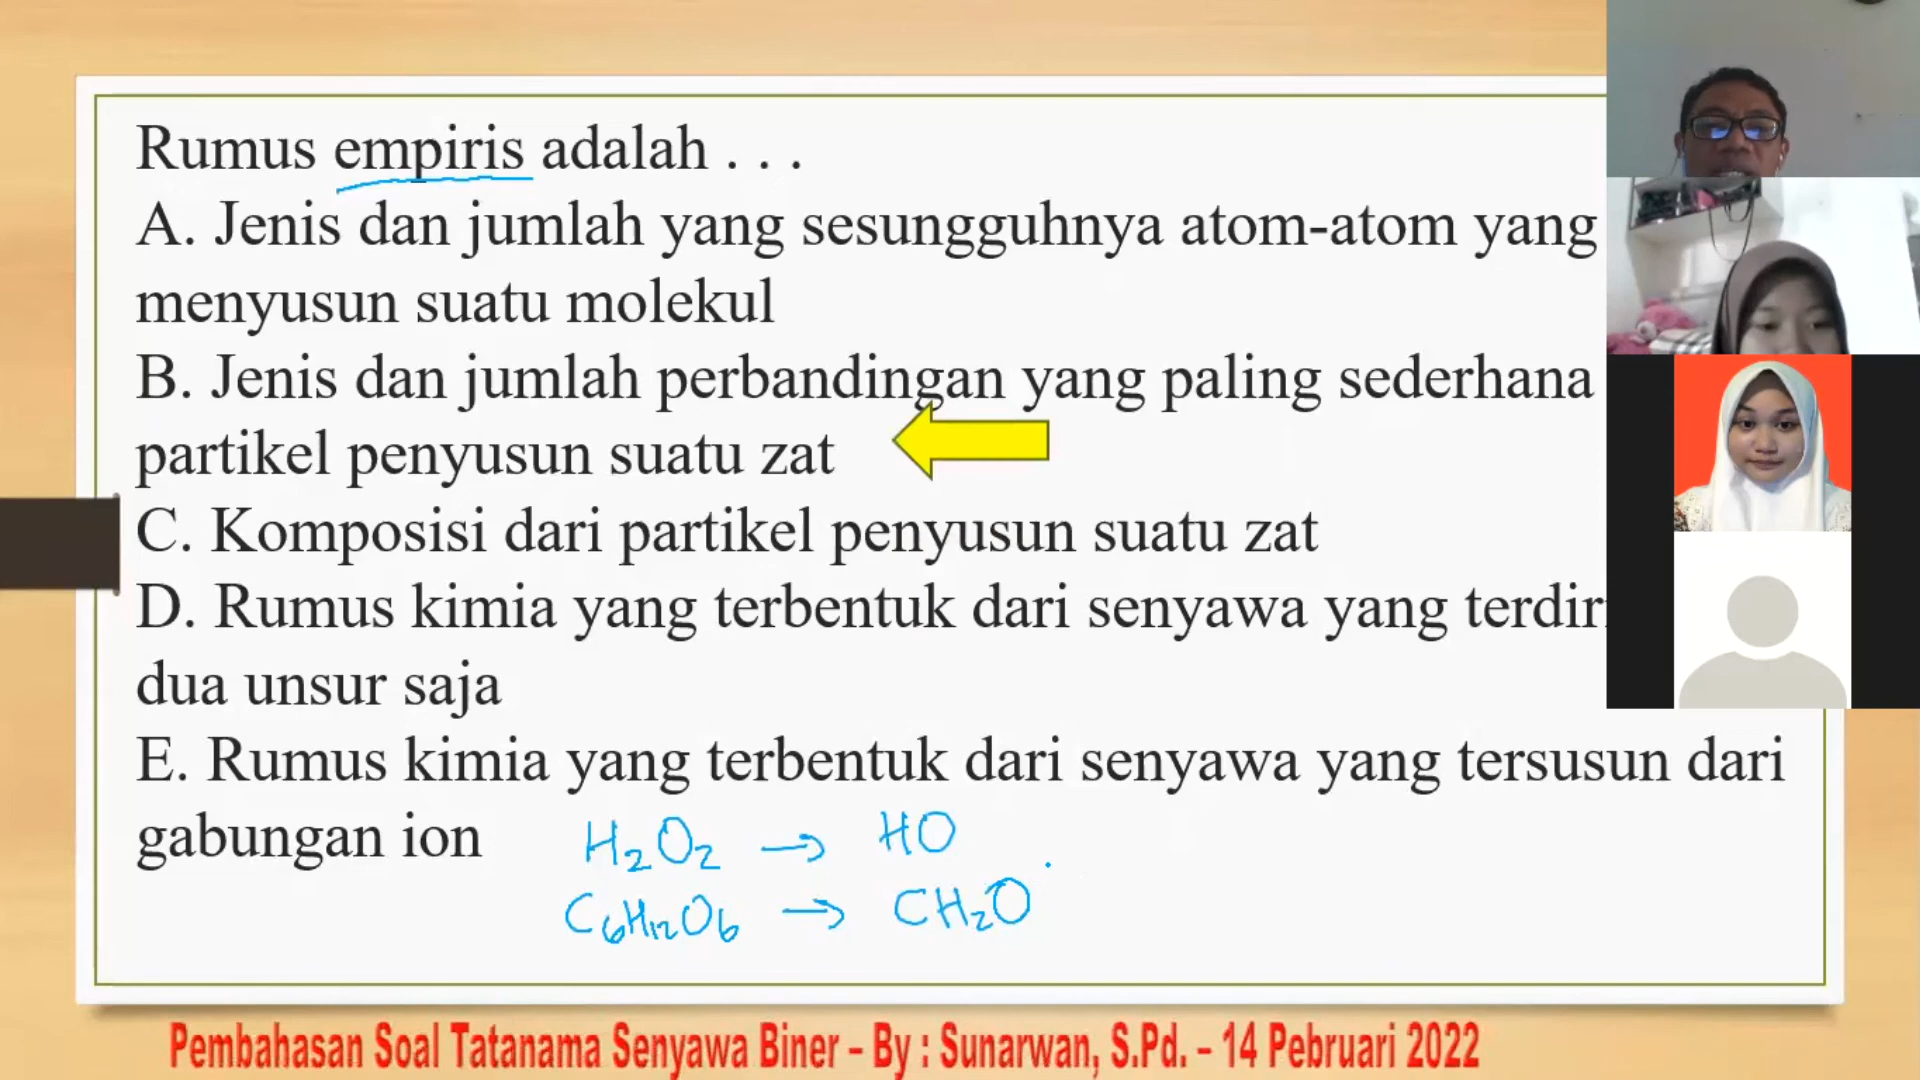 Rumus empiris adalah . . .
A. Jenis dan jumlah yang sesungguhnya atom-atom yang
menyusun suatu molekul
B. Jenis dan jumlah perbandingan yang paling sederhana
partikel penyusun suatu zat
C. Komposisi dari partikel penyusun suatu zat
D. Rumus kimia yang terbentuk dari senyawa yang
dua unsur saja
E. Rumus kimia yang terbentuk dari senyawa yang tersusun dari
gabungan ion
H₂O₂ → HO
C₆H₁₂O₆ → CH₂O
Pembahasan Soal Tatanama Senyawa Biner – By : Sunarwan, S.Pd. – 14 Pebruari 2022